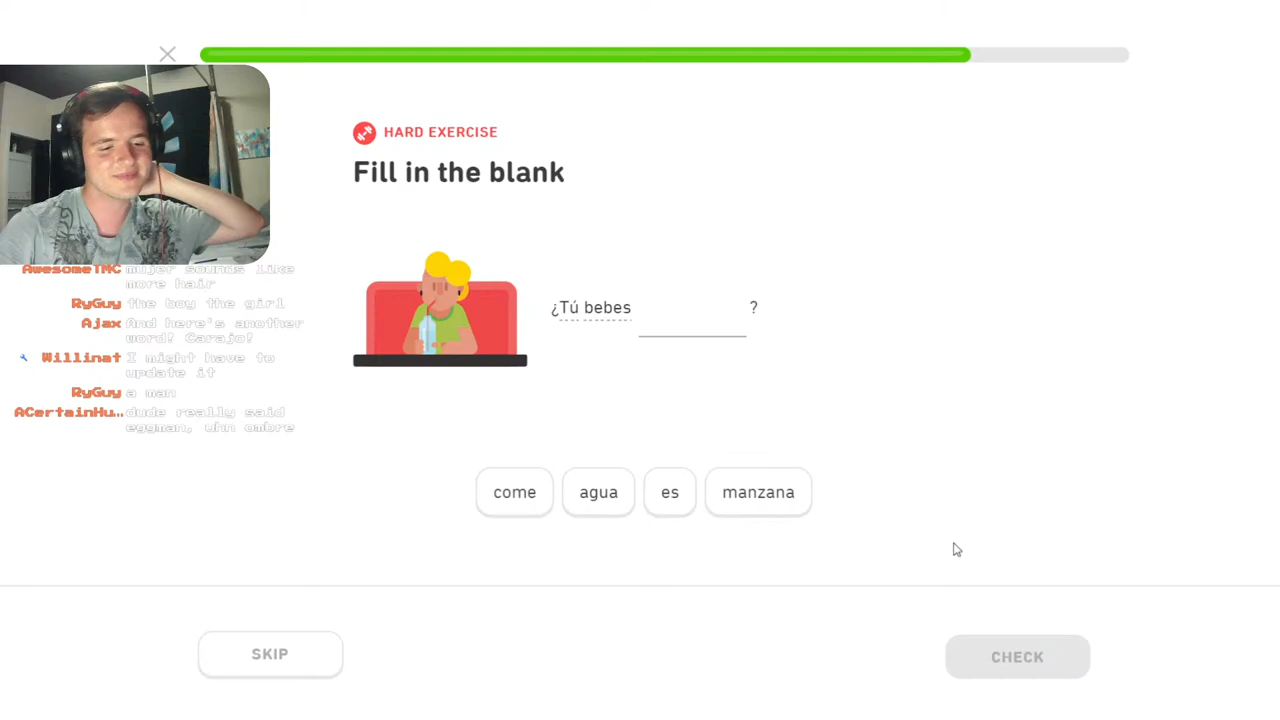 HARD EXERCISE
Fill in the blank
AwesomeTMC mujer sounds like
more hair
RyGuy the boy the girl
Ajax And here's another
word! Carajo!
Willinat I might have to
update it
RyGuy a man
ACertainHu... dude really said
eggman, uhn ombre
¿Tú bebes ?
come agua es manzana
SKIP CHECK